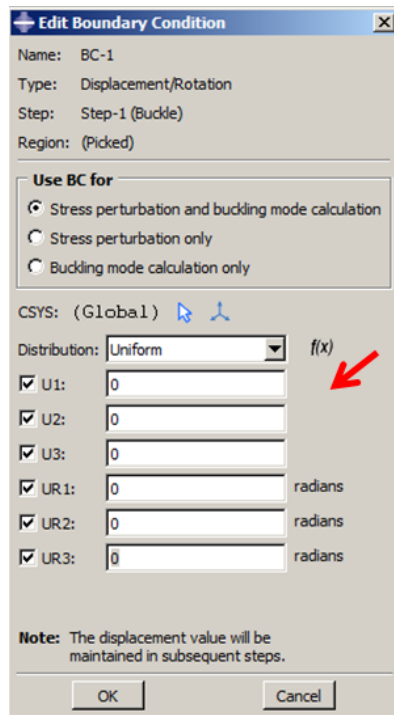 Edit Boundary Condition
Name: BC-1
Type: Displacement/Rotation
Step: Step-1 (Buckle)
Region: (Picked)
Use BC for
Stress perturbation and buckling mode calculation
Stress perturbation only
Buckling mode calculation only
CSYS: (Global)
Distribution: Uniform f(x)
U1: 0
U2: 0
U3: 0
UR1: 0 radians
UR2: 0 radians
UR3: 0 radians
Note: The displacement value will be
maintained in subsequent steps.
OK Cancel